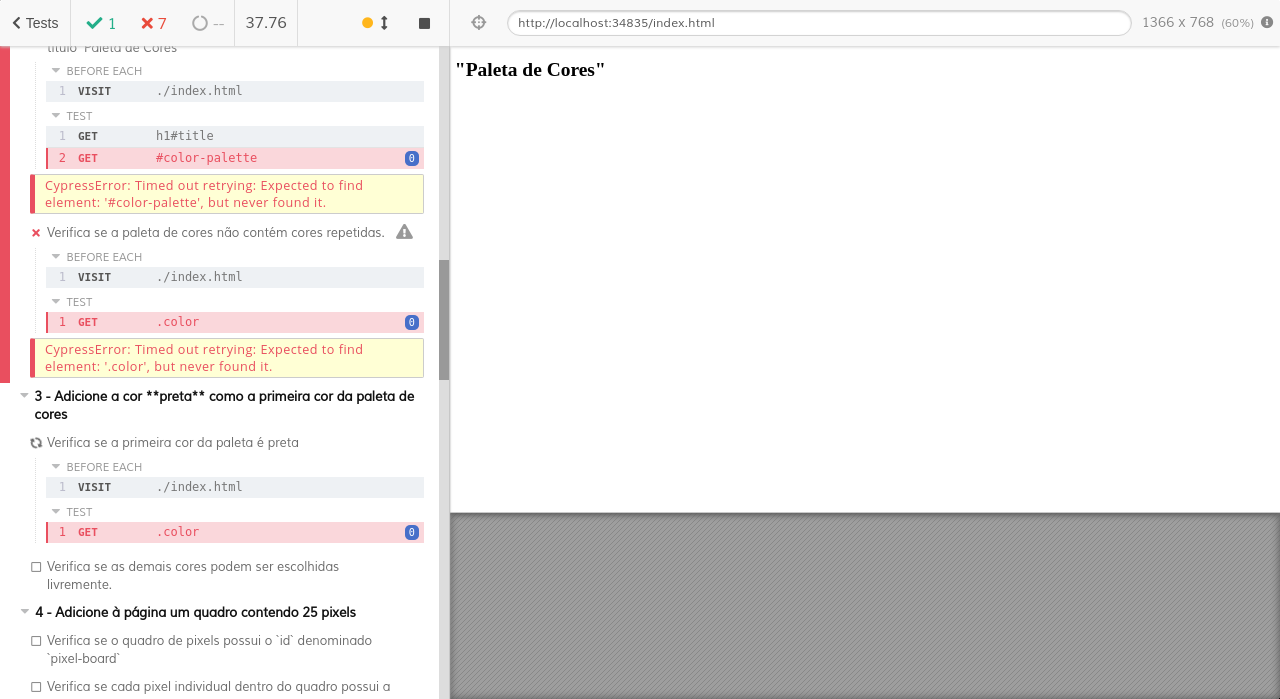 Tests 1 7 -- 37.76 http://localhost:34835/index.html 1366 x 768 (60%)
título "Paleta de Cores"
BEFORE EACH
1 VISIT ./index.html
TEST
1 GET h1#title
2 GET #color-palette 0
CypressError: Timed out retrying: Expected to find
element: '#color-palette', but never found it.
Verifica se a paleta de cores não contém cores repetidas.
BEFORE EACH
1 VISIT ./index.html
TEST
1 GET .color 0
CypressError: Timed out retrying: Expected to find
element: '.color', but never found it.
3 - Adicione a cor **preta** como a primeira cor da paleta de
cores
Verifica se a primeira cor da paleta é preta
BEFORE EACH
1 VISIT ./index.html
TEST
1 GET .color 0
Verifica se as demais cores podem ser escolhidas
livremente.
4 - Adicione à página um quadro contendo 25 pixels
Verifica se o quadro de pixels possui o `id` denominado
`pixel-board`
Verifica se cada pixel individual dentro do quadro possui a
"Paleta de Cores"